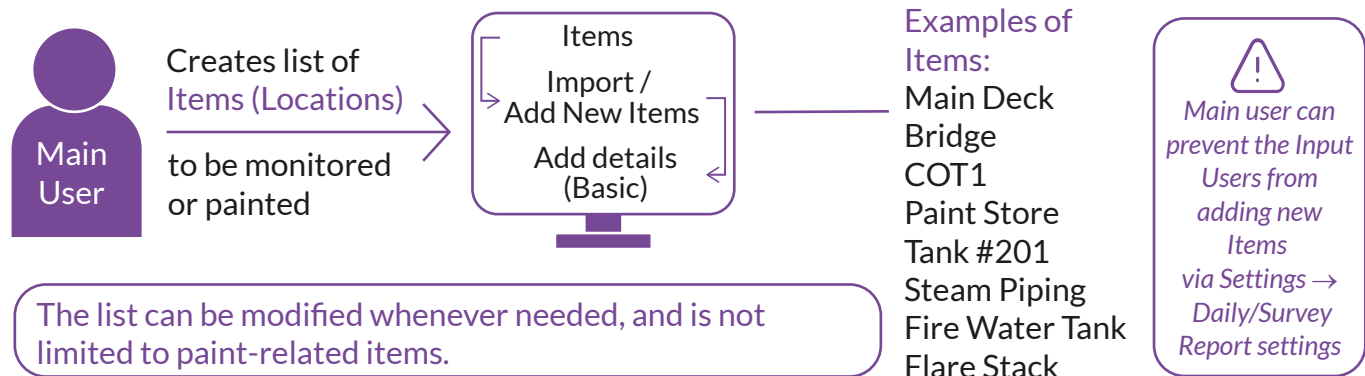 Main
User
Creates list of
Items (Locations)
to be monitored
or painted
Items
Import /
Add New Items
Add details
(Basic)
Examples of
Items:
Main Deck
Bridge
COT1
Paint Store
Tank #201
Steam Piping
Fire Water Tank
Flare Stack
!
Main user can
prevent the Input
Users from
adding new
Items
via Settings →
Daily/Survey
Report settings
The list can be modified whenever needed, and is not
limited to paint-related items.